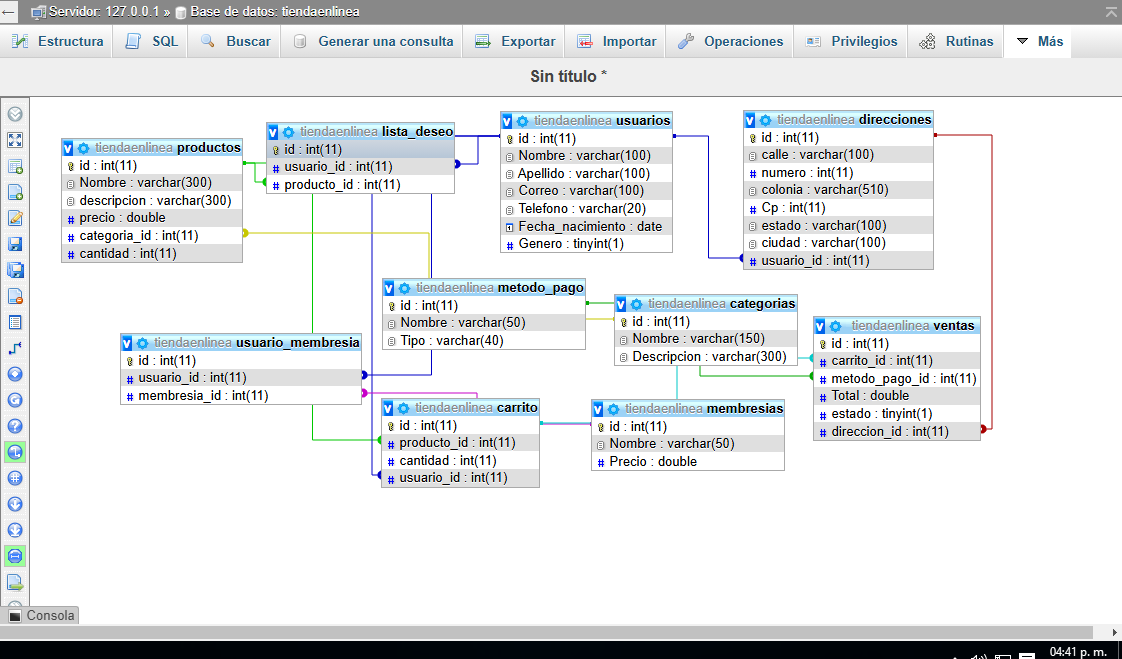 Servidor: 127.0.0.1 » Base de datos: tiendaenlinea
Estructura SQL Buscar Generar una consulta Exportar Importar Operaciones Privilegios Rutinas Más
Sin título *
tiendaenlinea productos
id : int(11)
Nombre : varchar(300)
descripcion : varchar(300)
precio : double
categoria_id : int(11)
cantidad : int(11)
tiendaenlinea lista_deseo
id : int(11)
usuario_id : int(11)
producto_id : int(11)
tiendaenlinea usuarios
id : int(11)
Nombre : varchar(100)
Apellido : varchar(100)
Correo : varchar(100)
Telefono : varchar(20)
Fecha_nacimiento : date
Genero : tinyint(1)
tiendaenlinea direcciones
id : int(11)
calle : varchar(100)
numero : int(11)
colonia : varchar(510)
Cp : int(11)
estado : varchar(100)
ciudad : varchar(100)
usuario_id : int(11)
tiendaenlinea metodo_pago
id : int(11)
Nombre : varchar(50)
Tipo : varchar(40)
tiendaenlinea categorias
id : int(11)
Nombre : varchar(150)
Descripcion : varchar(300)
tiendaenlinea ventas
id : int(11)
carrito_id : int(11)
metodo_pago_id : int(11)
Total : double
estado : tinyint(1)
direccion_id : int(11)
tiendaenlinea usuario_membresia
id : int(11)
usuario_id : int(11)
membresia_id : int(11)
tiendaenlinea carrito
id : int(11)
producto_id : int(11)
cantidad : int(11)
usuario_id : int(11)
tiendaenlinea membresias
id : int(11)
Nombre : varchar(50)
Precio : double
Consola
04:41 p. m.